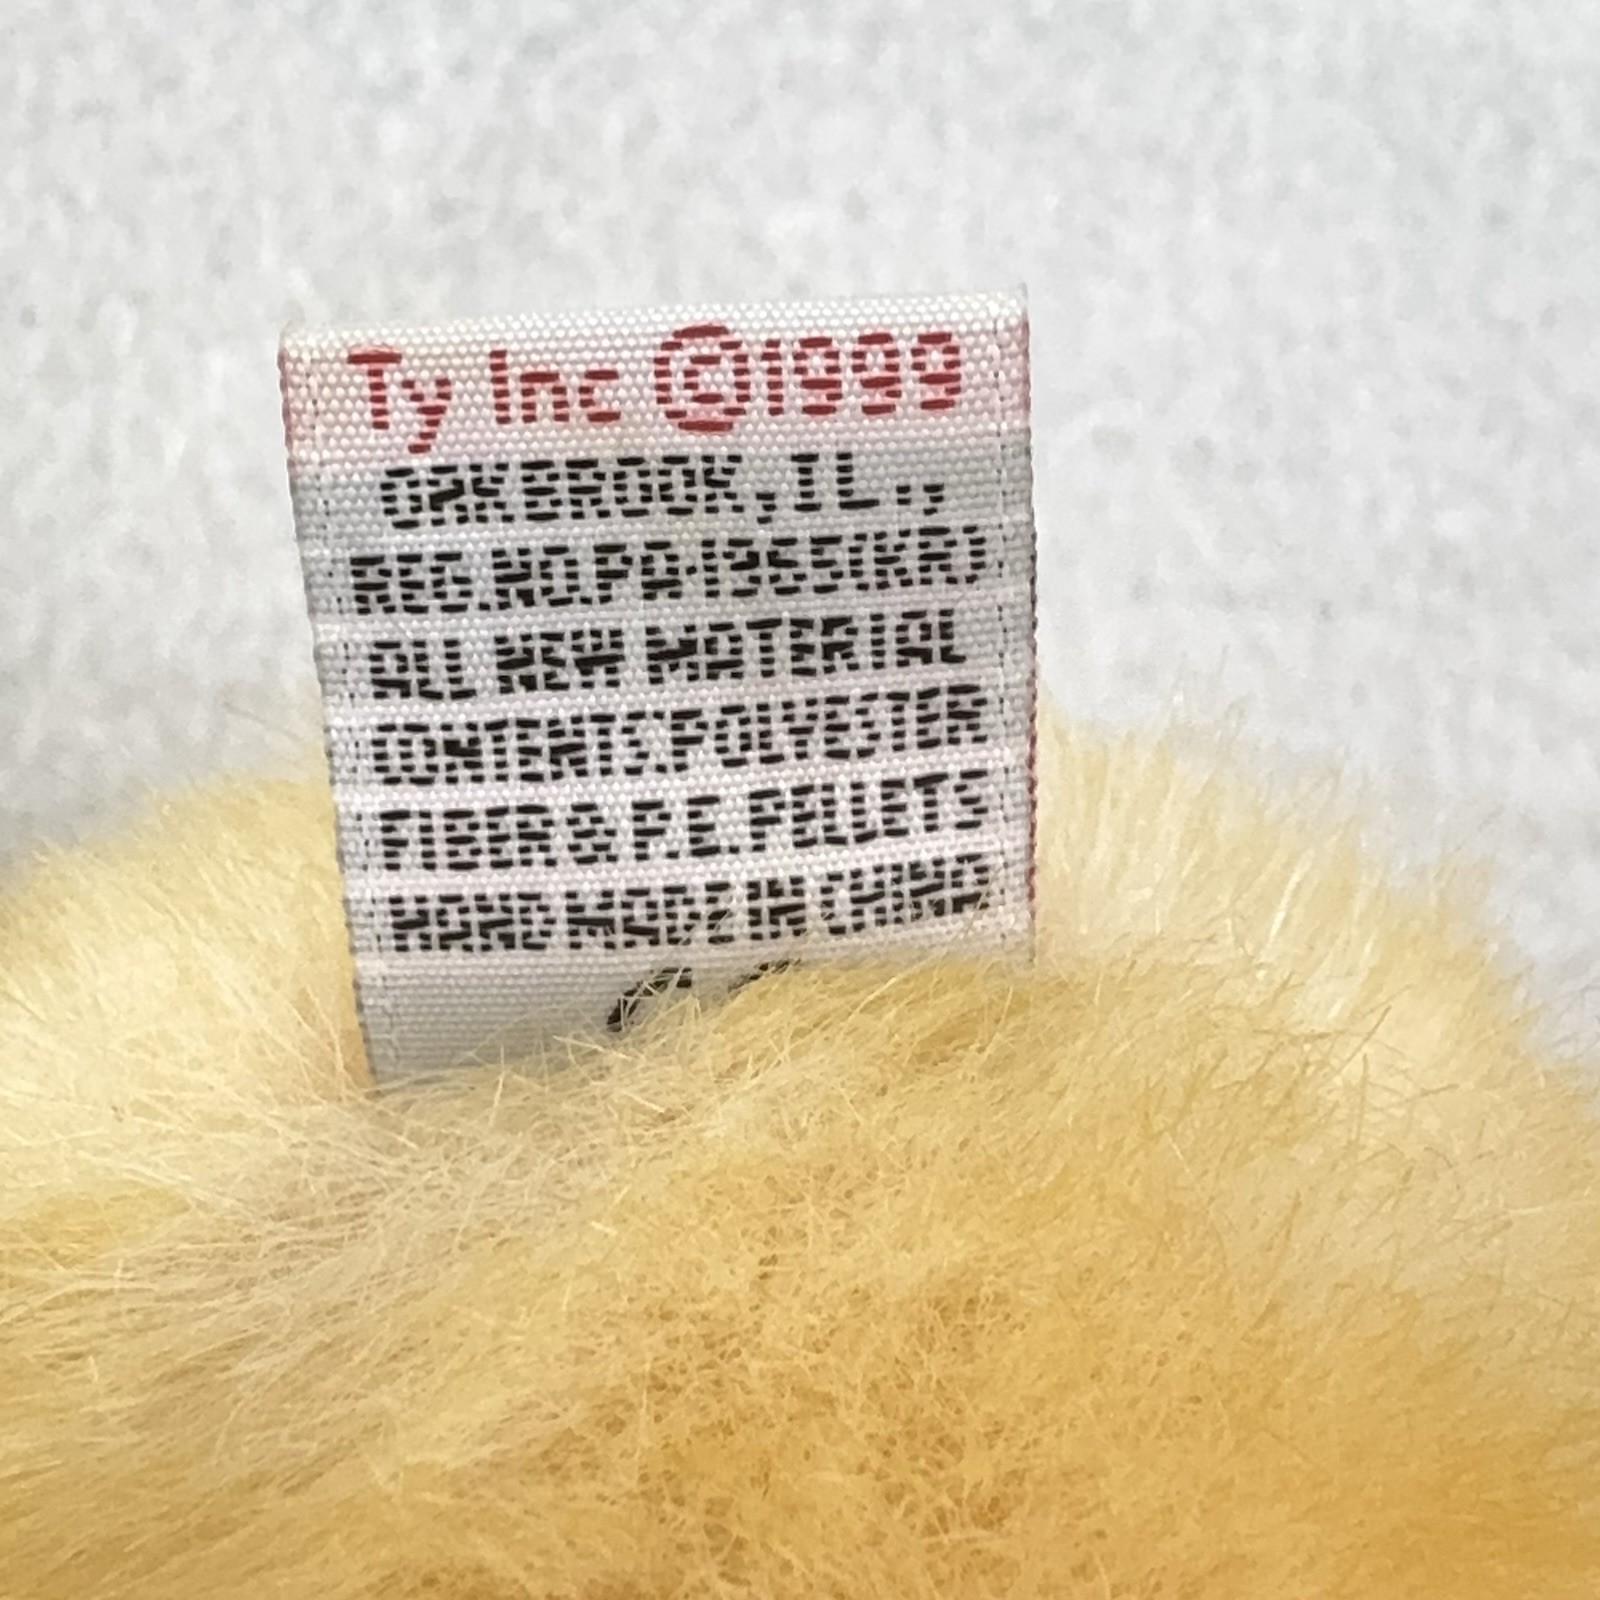 Ty Inc ©1999
OAKBROOK, IL.,
REG.NO.PA-1965(KR)
ALL NEW MATERIAL
CONTENTS:POLYESTER
FIBER & P.E. PELLETS
HAND MADE IN CHINA